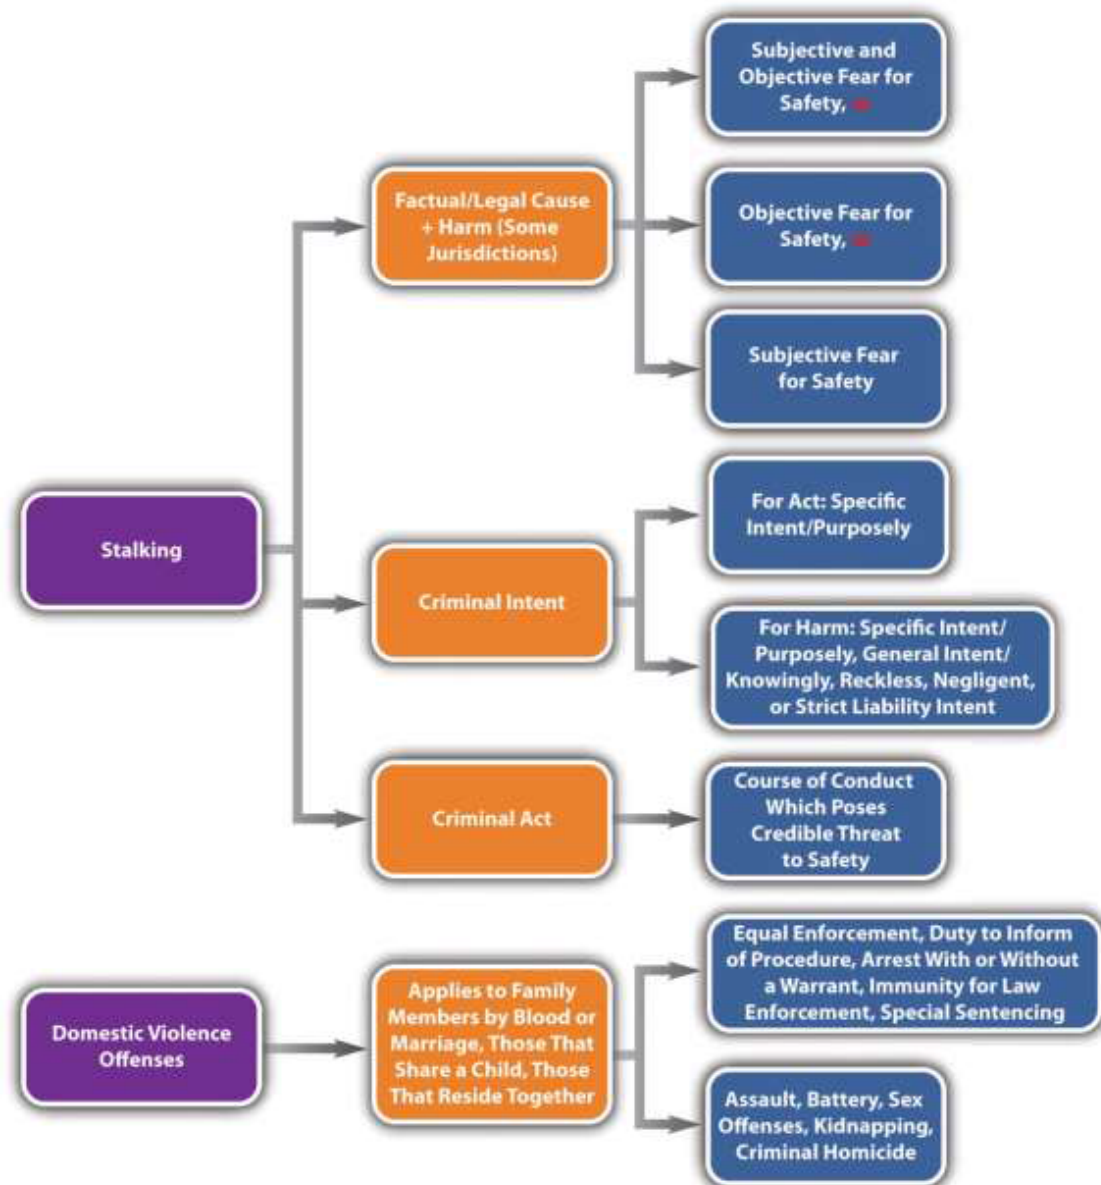 Subjective and
Objective Fear for
Safety,
Factual/Legal Cause
+ Harm (Some
Jurisdictions)
Objective Fear for
Safety,
Subjective Fear
for Safety
Stalking
For Act: Specific
Intent/Purposely
Criminal Intent
For Harm: Specific Intent/
Purposely, General Intent/
Knowingly, Reckless, Negligent,
or Strict Liability Intent
Criminal Act
Course of Conduct
Which Poses
Credible Threat
to Safety
Domestic Violence
Offenses
Applies to Family
Members by Blood or
Marriage, Those That
Share a Child, Those
That Reside Together
Equal Enforcement, Duty to Inform
of Procedure, Arrest With or Without
a Warrant, Immunity for Law
Enforcement, Special Sentencing
Assault, Battery, Sex
Offenses, Kidnapping,
Criminal Homicide